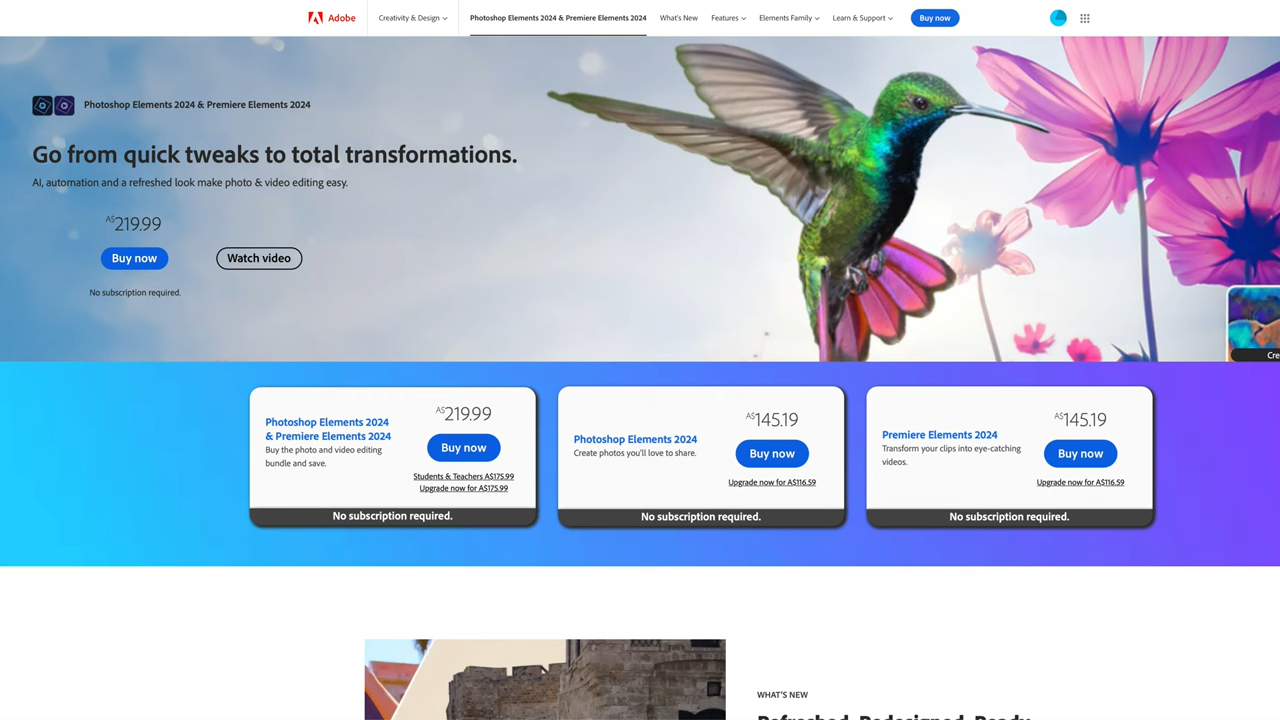 Adobe
Creativity & Design
Photoshop Elements 2024 & Premiere Elements 2024
What's New
Features
Elements Family
Learn & Support
Buy now
Photoshop Elements 2024 & Premiere Elements 2024
Go from quick tweaks to total transformations.
AI, automation and a refreshed look make photo & video editing easy.
A$219.99
Buy now
Watch video
No subscription required.
Cre
Photoshop Elements 2024
& Premiere Elements 2024
Buy the photo and video editing
bundle and save.
A$219.99
Buy now
Students & Teachers A$175.99
Upgrade now for A$175.99
No subscription required.
Photoshop Elements 2024
Create photos you'll love to share.
A$145.19
Buy now
Upgrade now for A$116.59
No subscription required.
Premiere Elements 2024
Transform your clips into eye-catching
videos.
A$145.19
Buy now
Upgrade now for A$116.59
No subscription required.
WHAT'S NEW
Refreshed. Redesigned. Ready